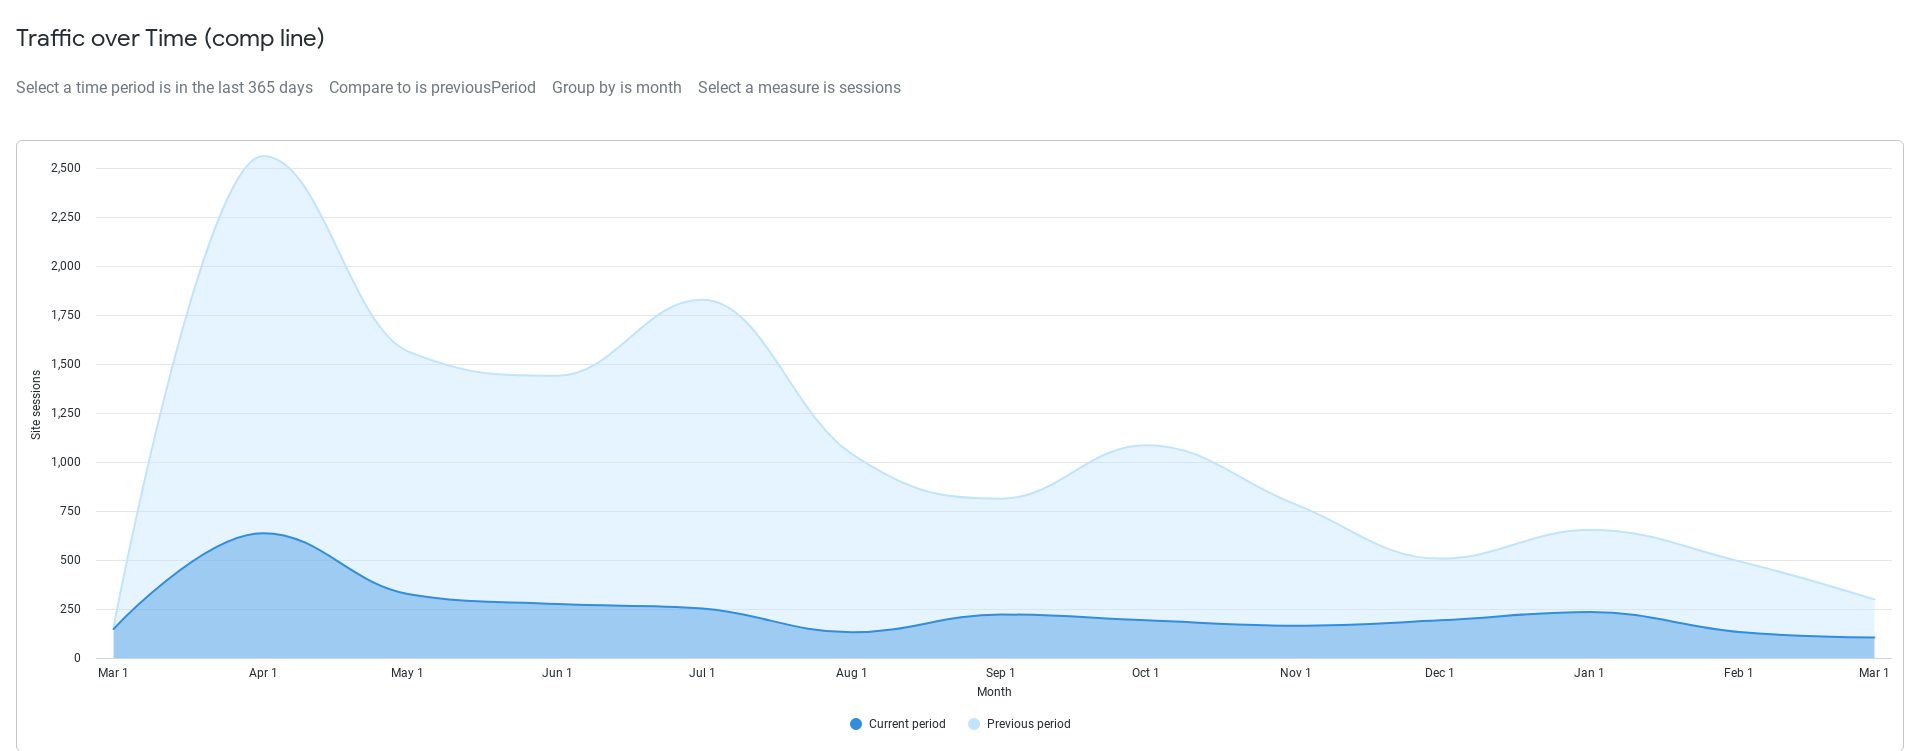 Traffic over Time (comp line)
Select a time period is in the last 365 days Compare to is previousPeriod Group by is month Select a measure is sessions
2,500
2,250
2,000
1,750
1,500
1,250
1,000
750
500
250
0
Site sessions
Mar 1 Apr 1 May 1 Jun 1 Jul 1 Aug 1 Sep 1 Oct 1 Nov 1 Dec 1 Jan 1 Feb 1 Mar 1
Month
Current period Previous period